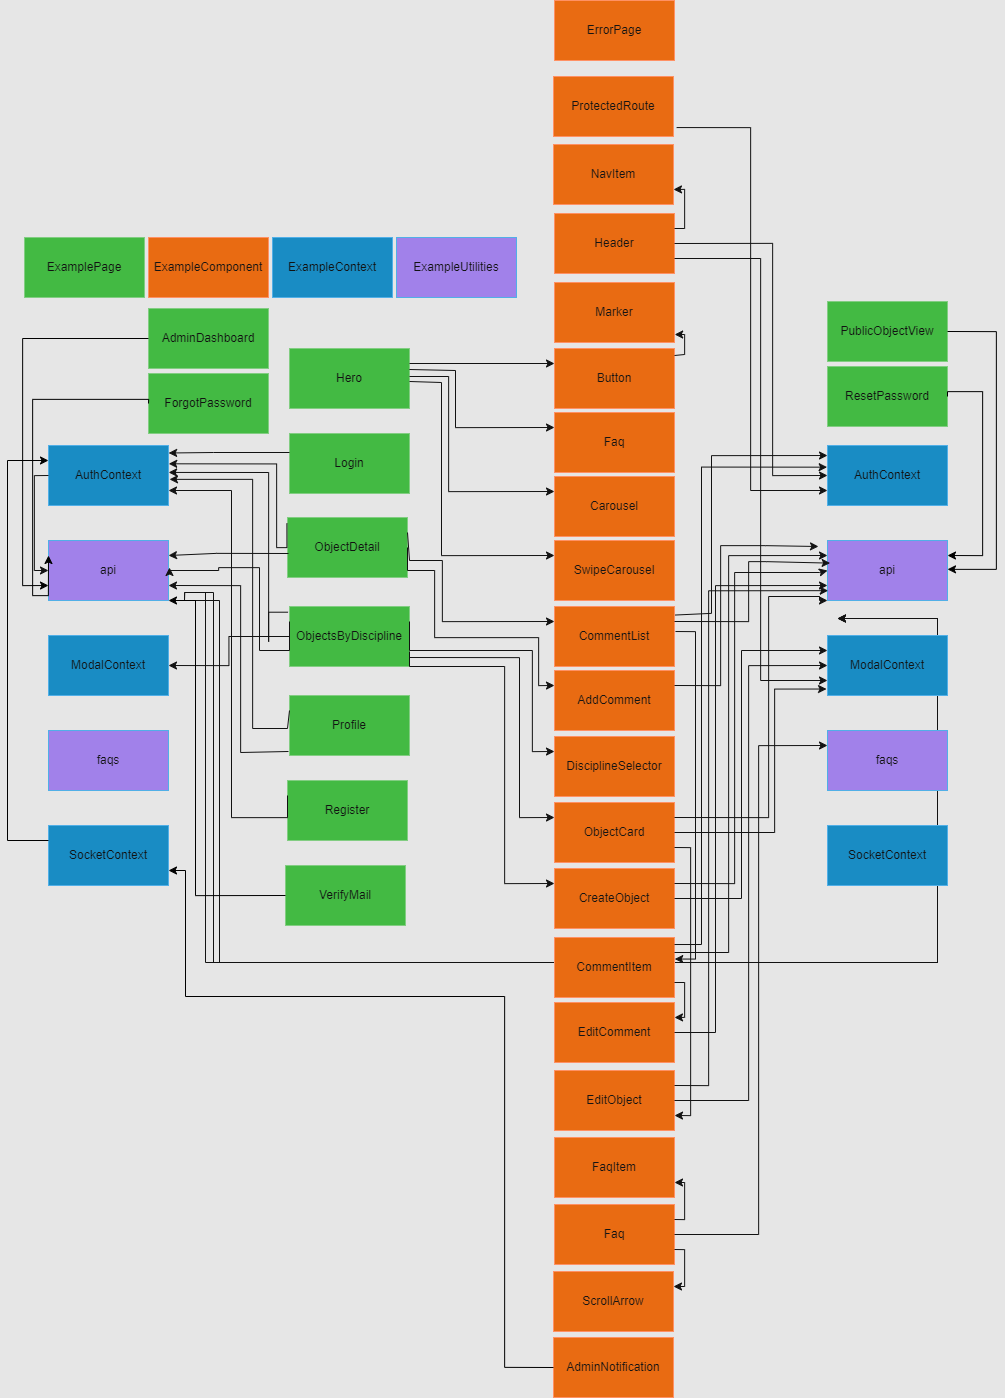 ErrorPage
ProtectedRoute
NavItem
Header
ExamplePage
ExampleComponent
ExampleContext
ExampleUtilities
Marker
AdminDashboard
PublicObjectView
Hero
Button
ForgotPassword
ResetPassword
Faq
Login
AuthContext
AuthContext
Carousel
ObjectDetail
api
SwipeCarousel
api
ObjectsByDiscipline
CommentList
ModalContext
ModalContext
AddComment
Profile
faqs
DisciplineSelector
faqs
Register
ObjectCard
SocketContext
SocketContext
VerifyMail
CreateObject
CommentItem
EditComment
EditObject
FaqItem
Faq
ScrollArrow
AdminNotification